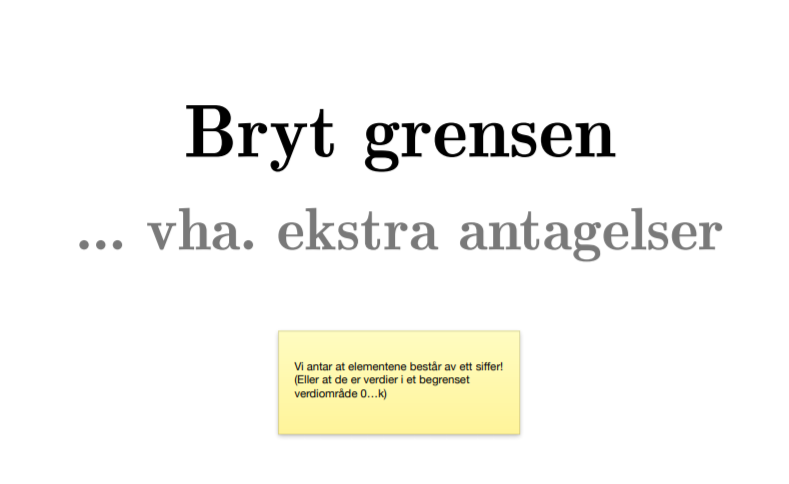 Bryt grensen
... vha. ekstra antagelser
Vi antar at elementene består av ett siffer!
(Eller at de er verdier i et begrenset
verdiområde 0...k)